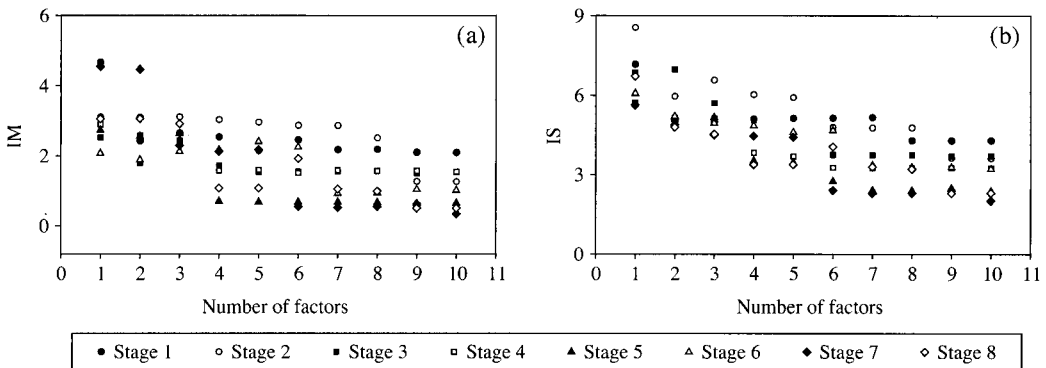 (a)
6
4
2
0
IM
0 1 2 3 4 5 6 7 8 9 10 11
Number of factors
(b)
9
6
3
0
IS
0 1 2 3 4 5 6 7 8 9 10 11
Number of factors
Stage 1 Stage 2 Stage 3 Stage 4 Stage 5 Stage 6 Stage 7 Stage 8